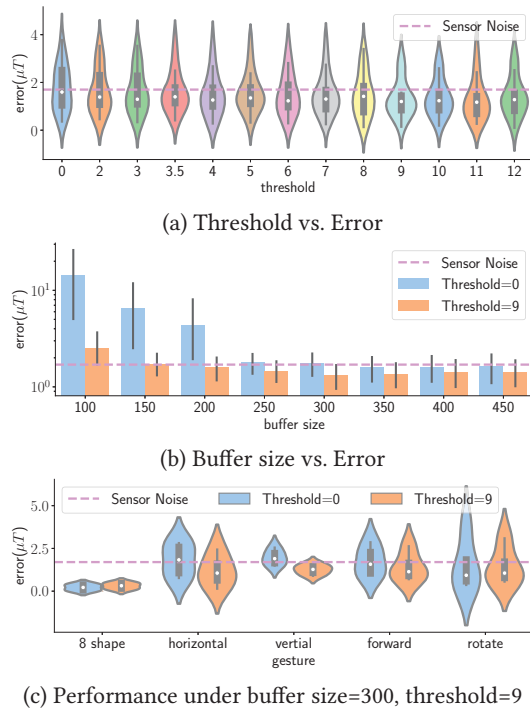 Sensor Noise
4
2
0
error(μT)
0 2 3 3.5 4 5 6 7 8 9 10 11 12
threshold
(a) Threshold vs. Error
Sensor Noise
Threshold=0
Threshold=9
10¹
10⁰
error(μT)
100 150 200 250 300 350 400 450
buffer size
(b) Buffer size vs. Error
Sensor Noise Threshold=0 Threshold=9
5.0
2.5
0.0
error(μT)
8 shape horizontal vertial forward rotate
gesture
(c) Performance under buffer size=300, threshold=9